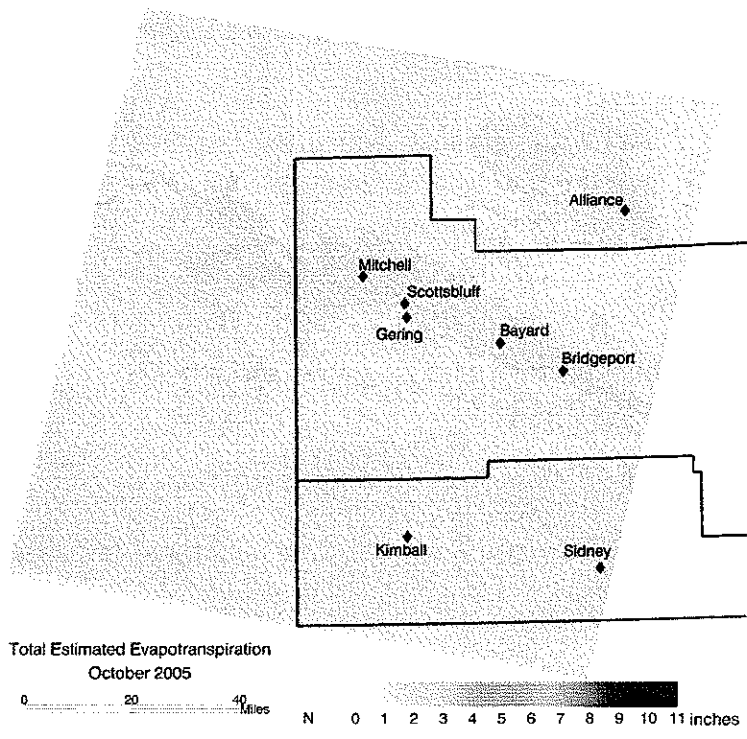 Alliance
Mitchell
Scottsbluff
Gering
Bayard
Bridgeport
Kimball
Sidney
Total Estimated Evapotranspiration
October 2005
0 20 40 Miles
N 0 1 2 3 4 5 6 7 8 9 10 11 inches